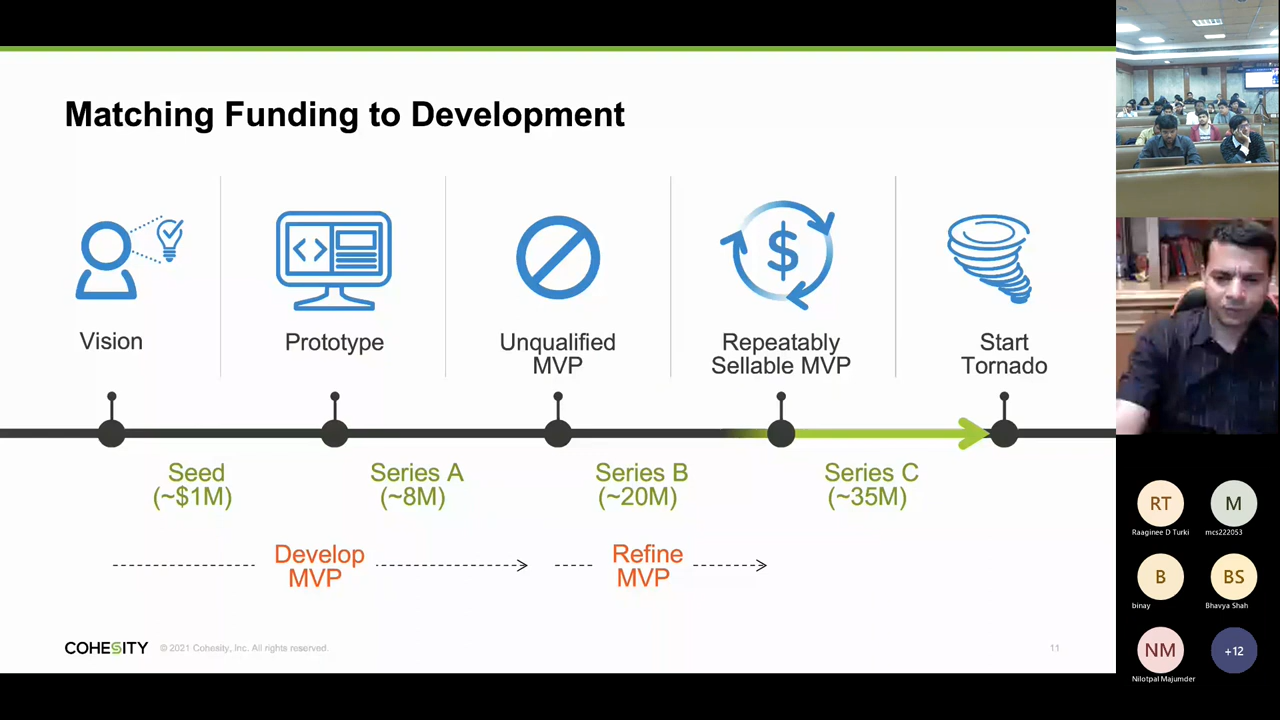 Matching Funding to Development
Vision
Prototype
Unqualified
MVP
Repeatably
Sellable MVP
Start
Tornado
Seed
(~$1M)
Series A
(~8M)
Series B
(~20M)
Series C
(~35M)
Develop
MVP
Refine
MVP
COHESITY
© 2021 Cohesity, Inc. All rights reserved.
11
RT
Raaginee D Turki
M
mcs222053
B
binay
BS
Bhavya Shah
NM
Nilotpal Majumder
+12